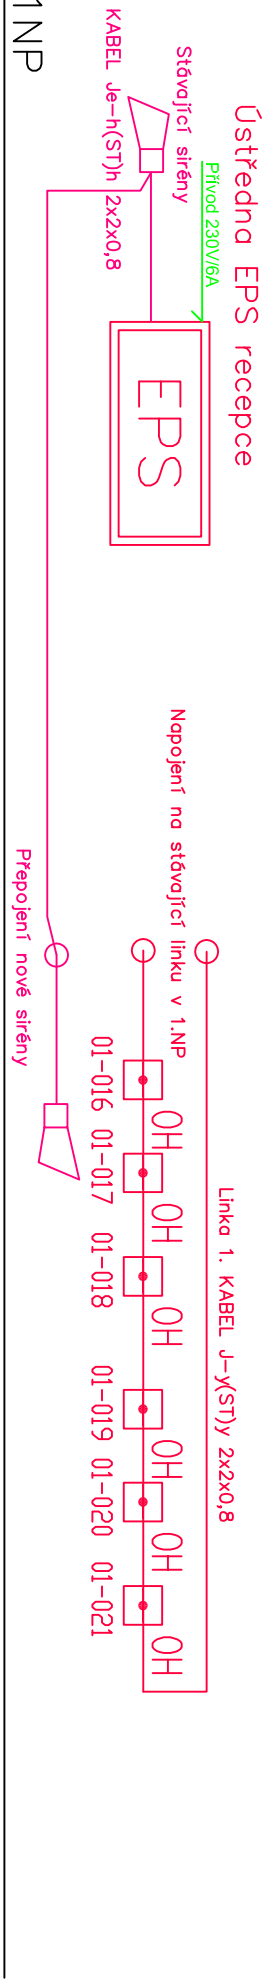 Ústředna EPS recepce
Přívod 230V/6A
Stávající sirény
KABEL Je-h(ST)h 2x2x0,8
EPS
1NP
Napojení na stávající linku v 1.NP
Linka 1. KABEL J-y(ST)y 2x2x0,8
OH OH OH OH OH OH
01-016 01-017 01-018 01-019 01-020 01-021
Přepojení nové sirény